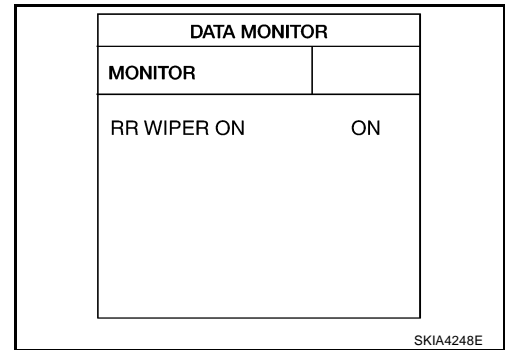 DATA MONITOR
MONITOR
RR WIPER ON ON
SKIA4248E